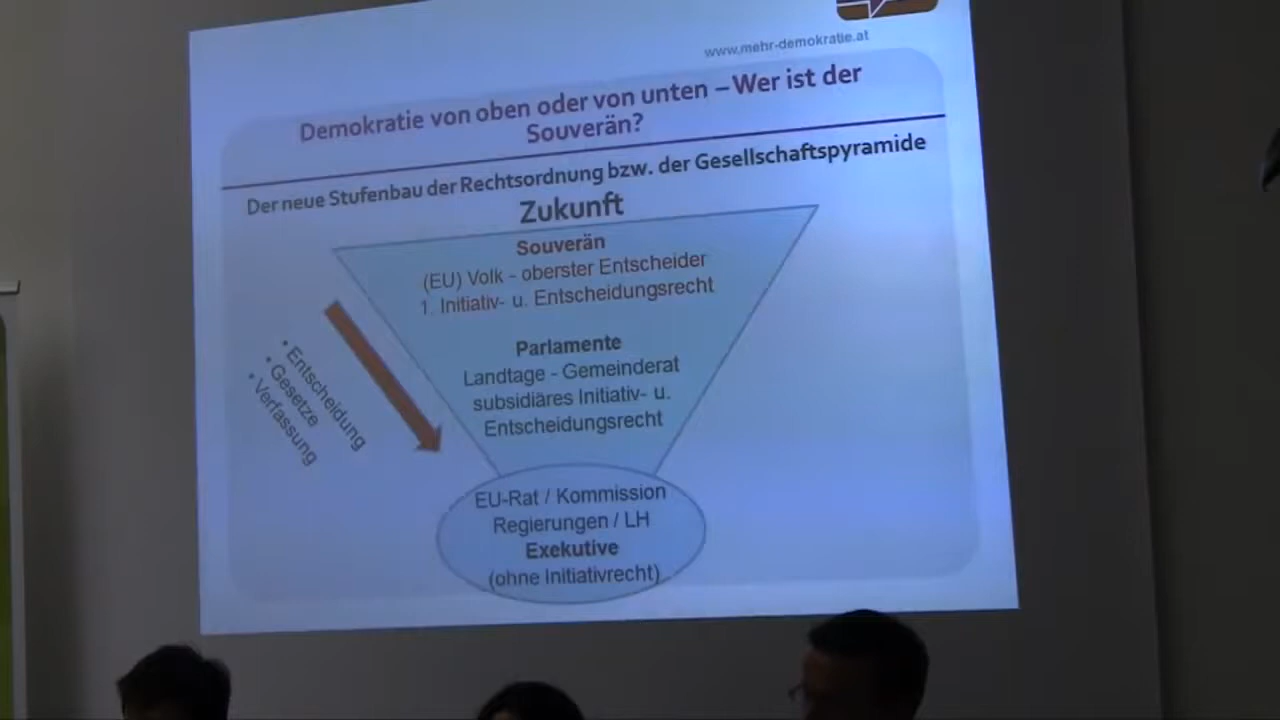 www.mehr-demokratie.at
Demokratie von oben oder von unten – Wer ist der
Souverän?
Der neue Stufenbau der Rechtsordnung bzw. der Gesellschaftspyramide
Zukunft
Souverän
(EU) Volk - oberster Entscheider
1. Initiativ- u. Entscheidungsrecht
Parlamente
Landtage - Gemeinderat
subsidiäres Initiativ- u.
Entscheidungsrecht
• Entscheidung
• Gesetze
• Verfassung
EU-Rat / Kommission
Regierungen / LH
Exekutive
(ohne Initiativrecht)